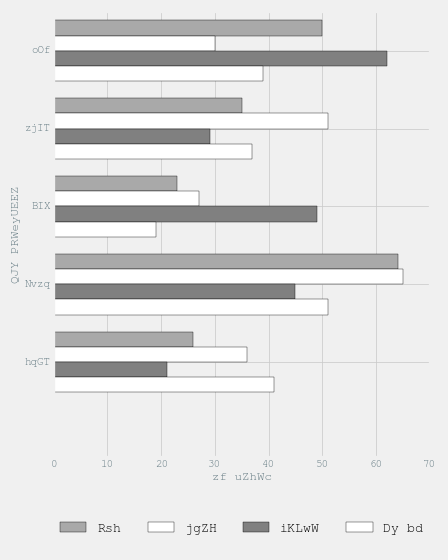 oOf
zjIT
BIX
Nvzq
hqGT
QJY PRWeyUEEZ
0 10 20 30 40 50 60 70
zf uZhWc
Rsh jgZH iKLwW Dy bd